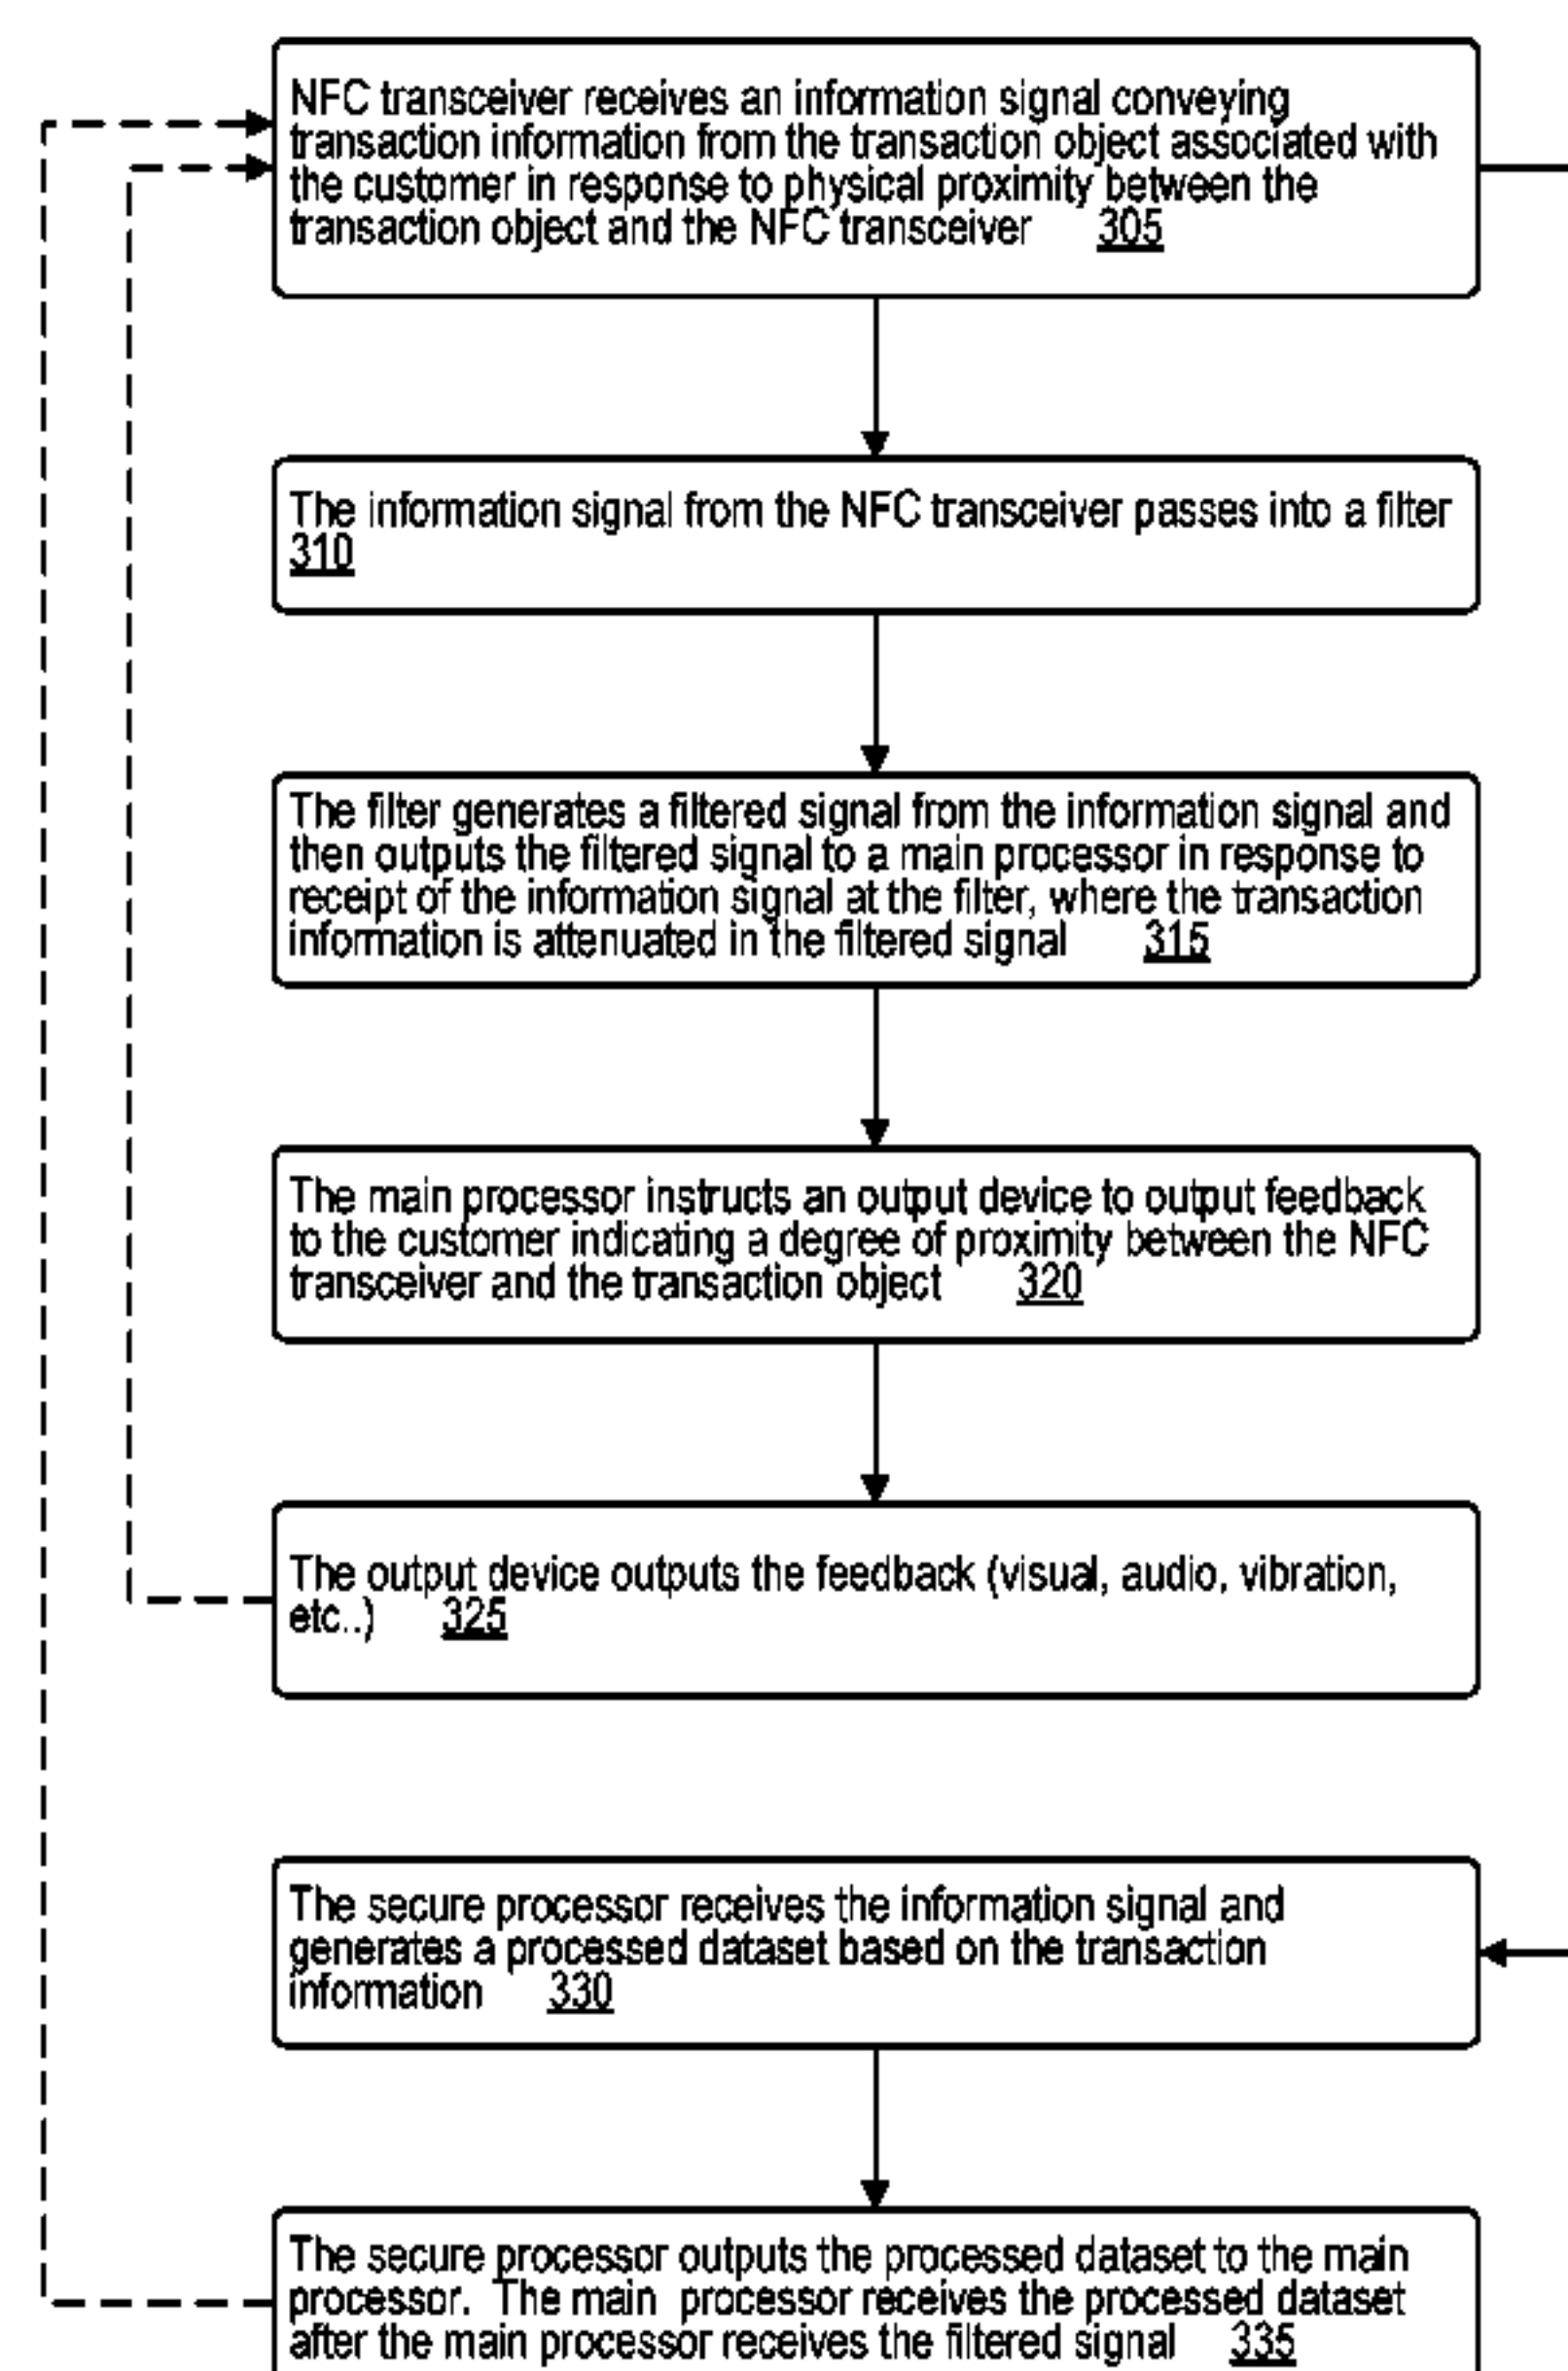 NFC transceiver receives an information signal conveying
transaction information from the transaction object associated with
the customer in response to physical proximity between the
transaction object and the NFC transceiver 305
The information signal from the NFC transceiver passes into a filter
310
The filter generates a filtered signal from the information signal and
then outputs the filtered signal to a main processor in response to
receipt of the information signal at the filter, where the transaction
information is attenuated in the filtered signal 315
The main processor instructs an output device to output feedback
to the customer indicating a degree of proximity between the NFC
transceiver and the transaction object 320
The output device outputs the feedback (visual, audio, vibration,
etc..) 325
The secure processor receives the information signal and
generates a processed dataset based on the transaction
information 330
The secure processor outputs the processed dataset to the main
processor. The main processor receives the processed dataset
after the main processor receives the filtered signal 335